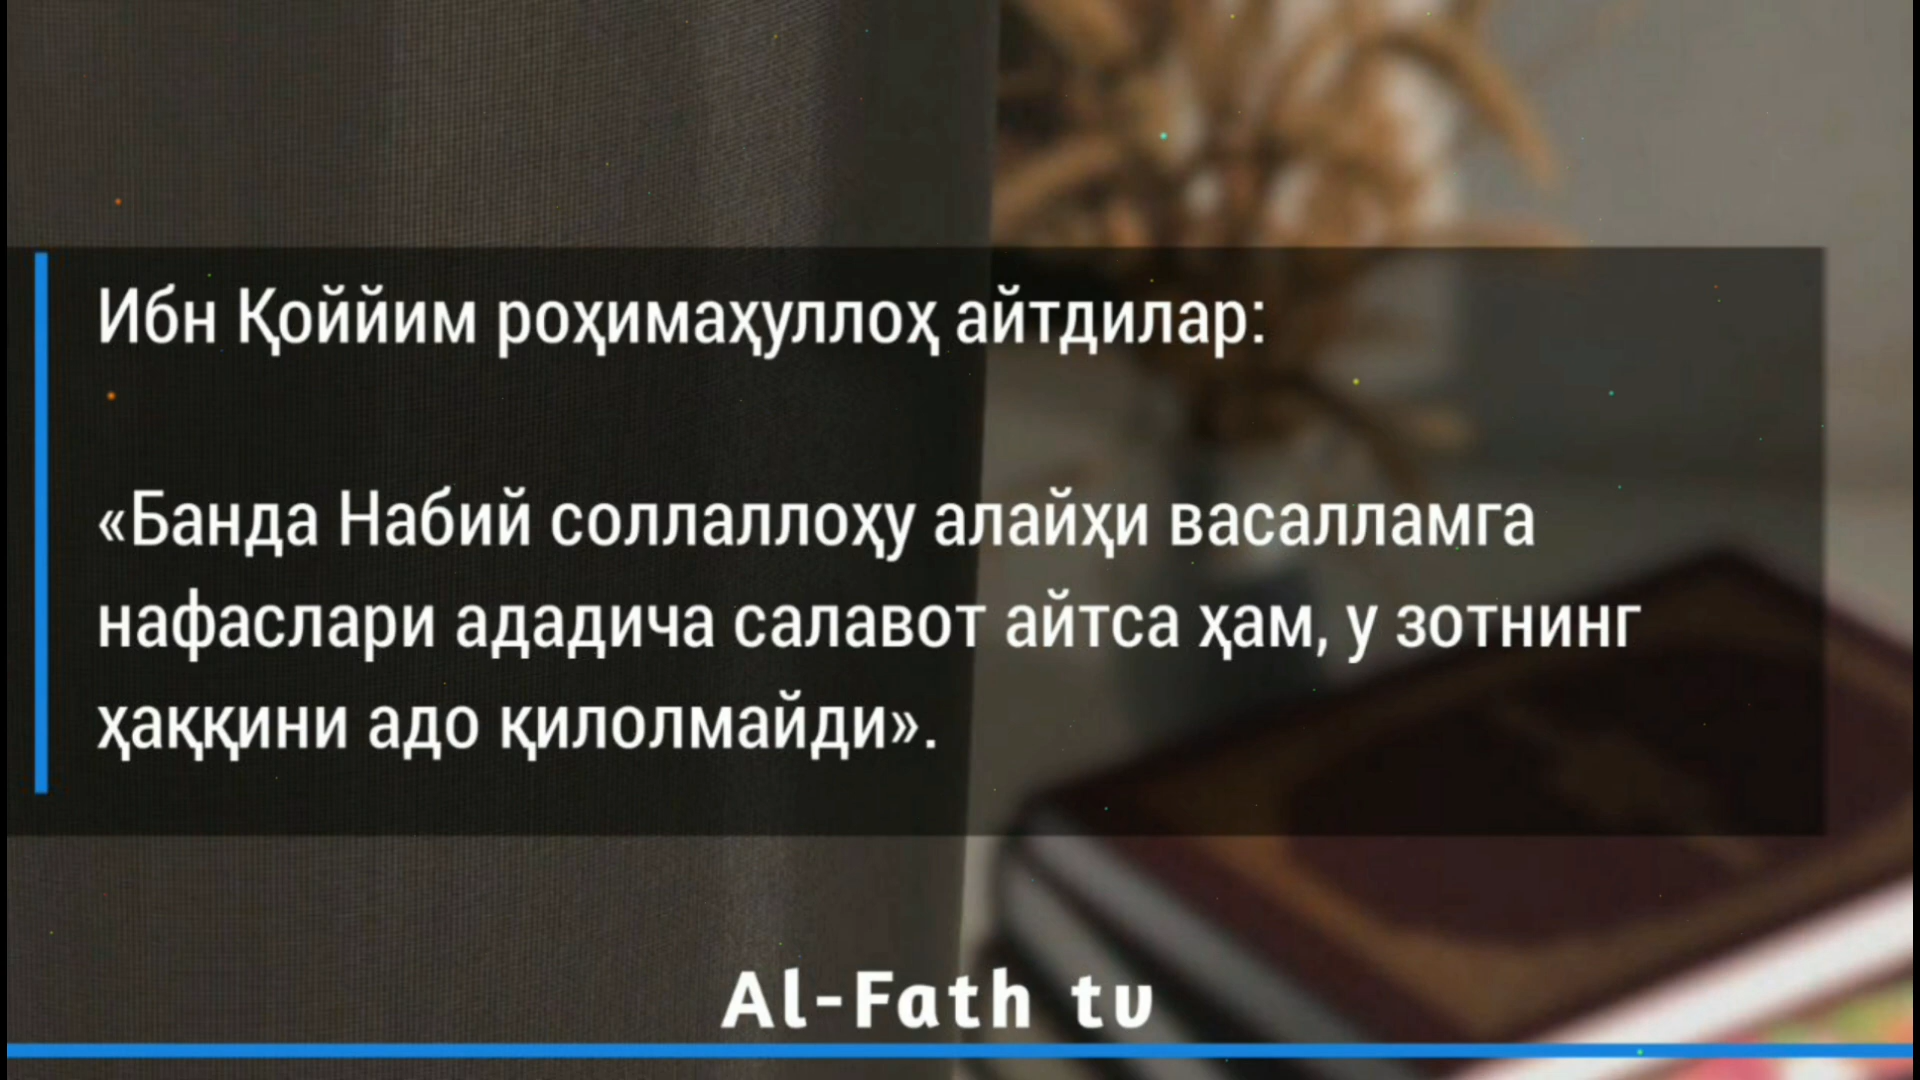 Ибн Қоййим роҳимаҳуллоҳ айтдилар:
«Банда Набий соллаллоҳу алайҳи васалламга
нафаслари ададича салавот айтса ҳам, у зотнинг
ҳаққини адо қилолмайди».
Al-Fath tv